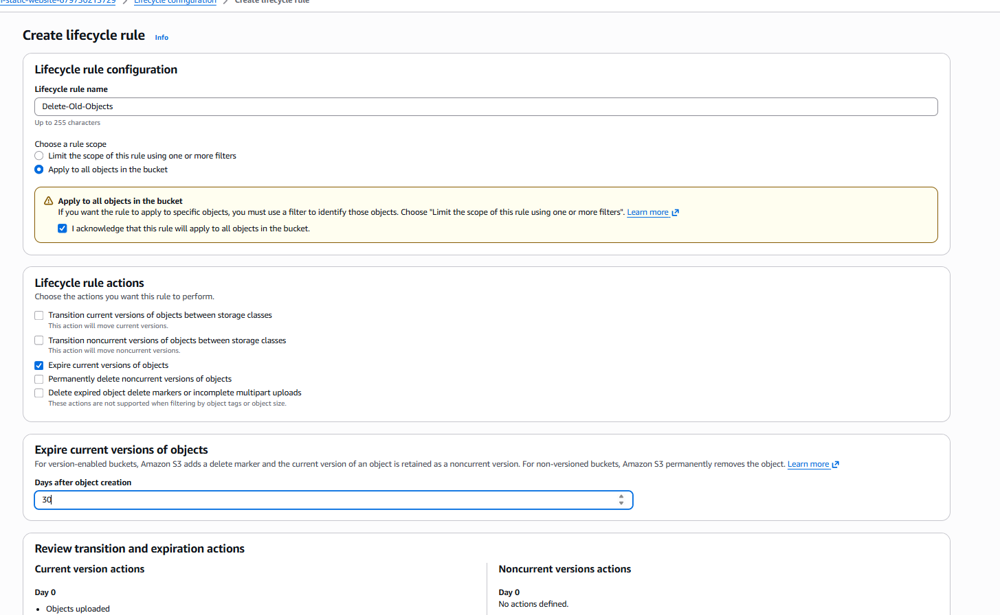 Lifecycle configuration
Create lifecycle rule
Create lifecycle rule Info
Lifecycle rule configuration
Lifecycle rule name
Delete-Old-Objects
Up to 255 characters
Choose a rule scope
Limit the scope of this rule using one or more filters
Apply to all objects in the bucket
Apply to all objects in the bucket
If you want the rule to apply to specific objects, you must use a filter to identify those objects. Choose "Limit the scope of this rule using one or more filters". Learn more
I acknowledge that this rule will apply to all objects in the bucket.
Lifecycle rule actions
Choose the actions you want this rule to perform.
Transition current versions of objects between storage classes
This action will move current versions.
Transition noncurrent versions of objects between storage classes
This action will move noncurrent versions.
Expire current versions of objects
Permanently delete noncurrent versions of objects
Delete expired object delete markers or incomplete multipart uploads
These actions are not supported when filtering by object tags or object size.
Expire current versions of objects
For version-enabled buckets, Amazon S3 adds a delete marker and the current version of an object is retained as a noncurrent version. For non-versioned buckets, Amazon S3 permanently removes the object. Learn more
Days after object creation
30
Review transition and expiration actions
Current version actions
Day 0
• Objects uploaded
Noncurrent versions actions
Day 0
No actions defined.